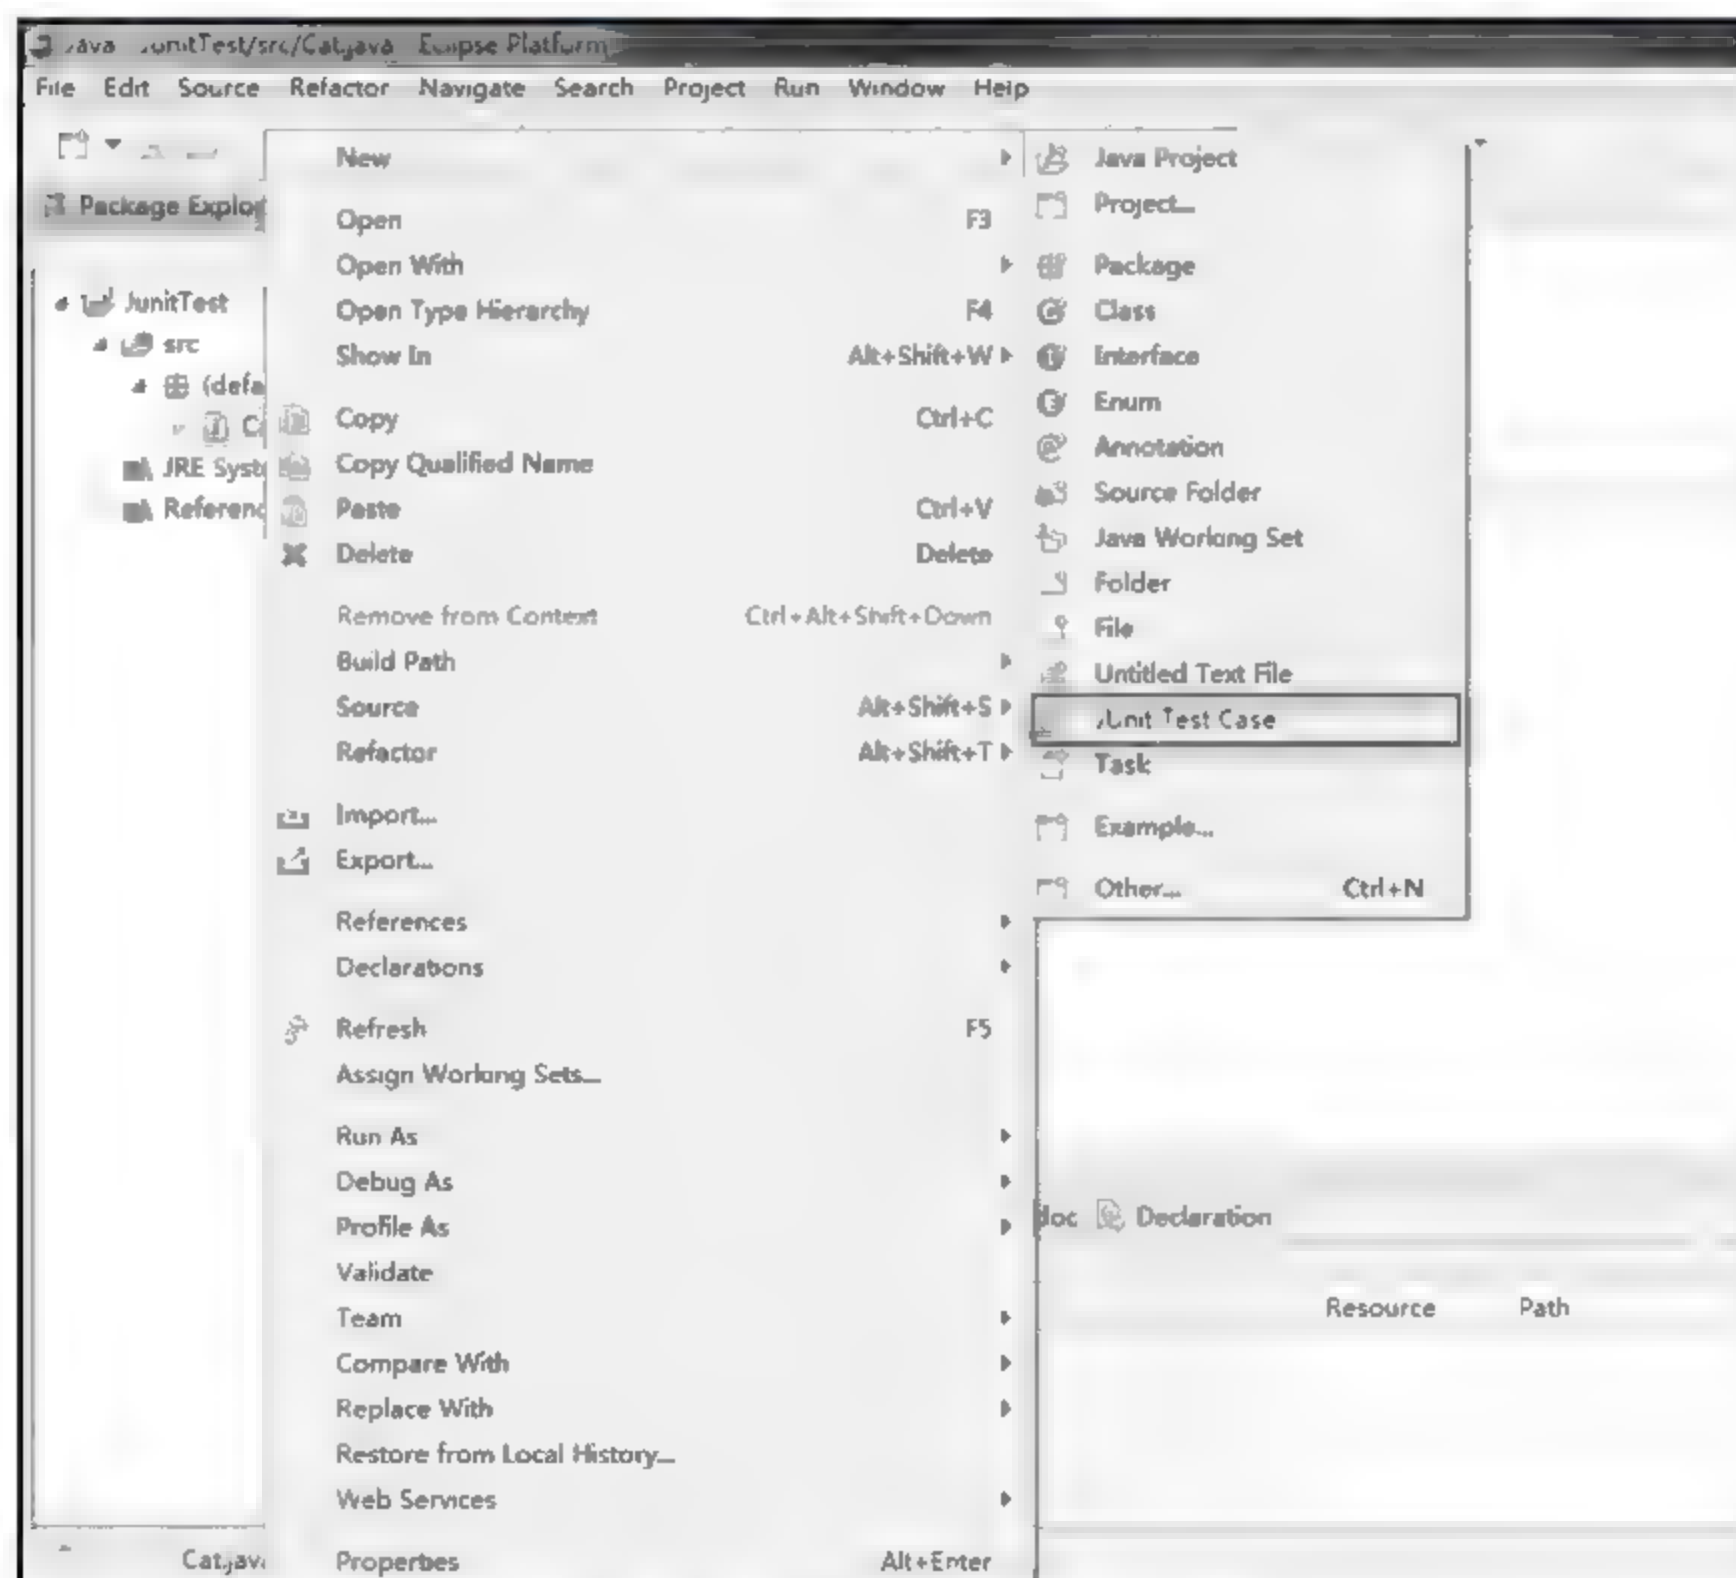 Java JunitTest/src/Cat.java Eclipse Platform
File Edit Source Refactor Navigate Search Project Run Window Help
Package Explo
JunitTest
src
(defa
C
JRE Syst
Referenc
New
Open F3
Open With
Open Type Hierarchy F4
Show In Alt+Shift+W
Copy Ctrl+C
Copy Qualified Name
Paste Ctrl+V
Delete Delete
Remove from Context Ctrl+Alt+Shift+Down
Build Path
Source Alt+Shift+S
Refactor Alt+Shift+T
Import...
Export...
References
Declarations
Refresh F5
Assign Working Sets...
Run As
Debug As
Profile As
Validate
Team
Compare With
Replace With
Restore from Local History...
Web Services
Properties Alt+Enter
Java Project
Project...
Package
Class
Interface
Enum
Annotation
Source Folder
Java Working Set
Folder
File
Untitled Text File
JUnit Test Case
Task
Example...
Other... Ctrl+N
doc Declaration
Resource Path
Cat.java